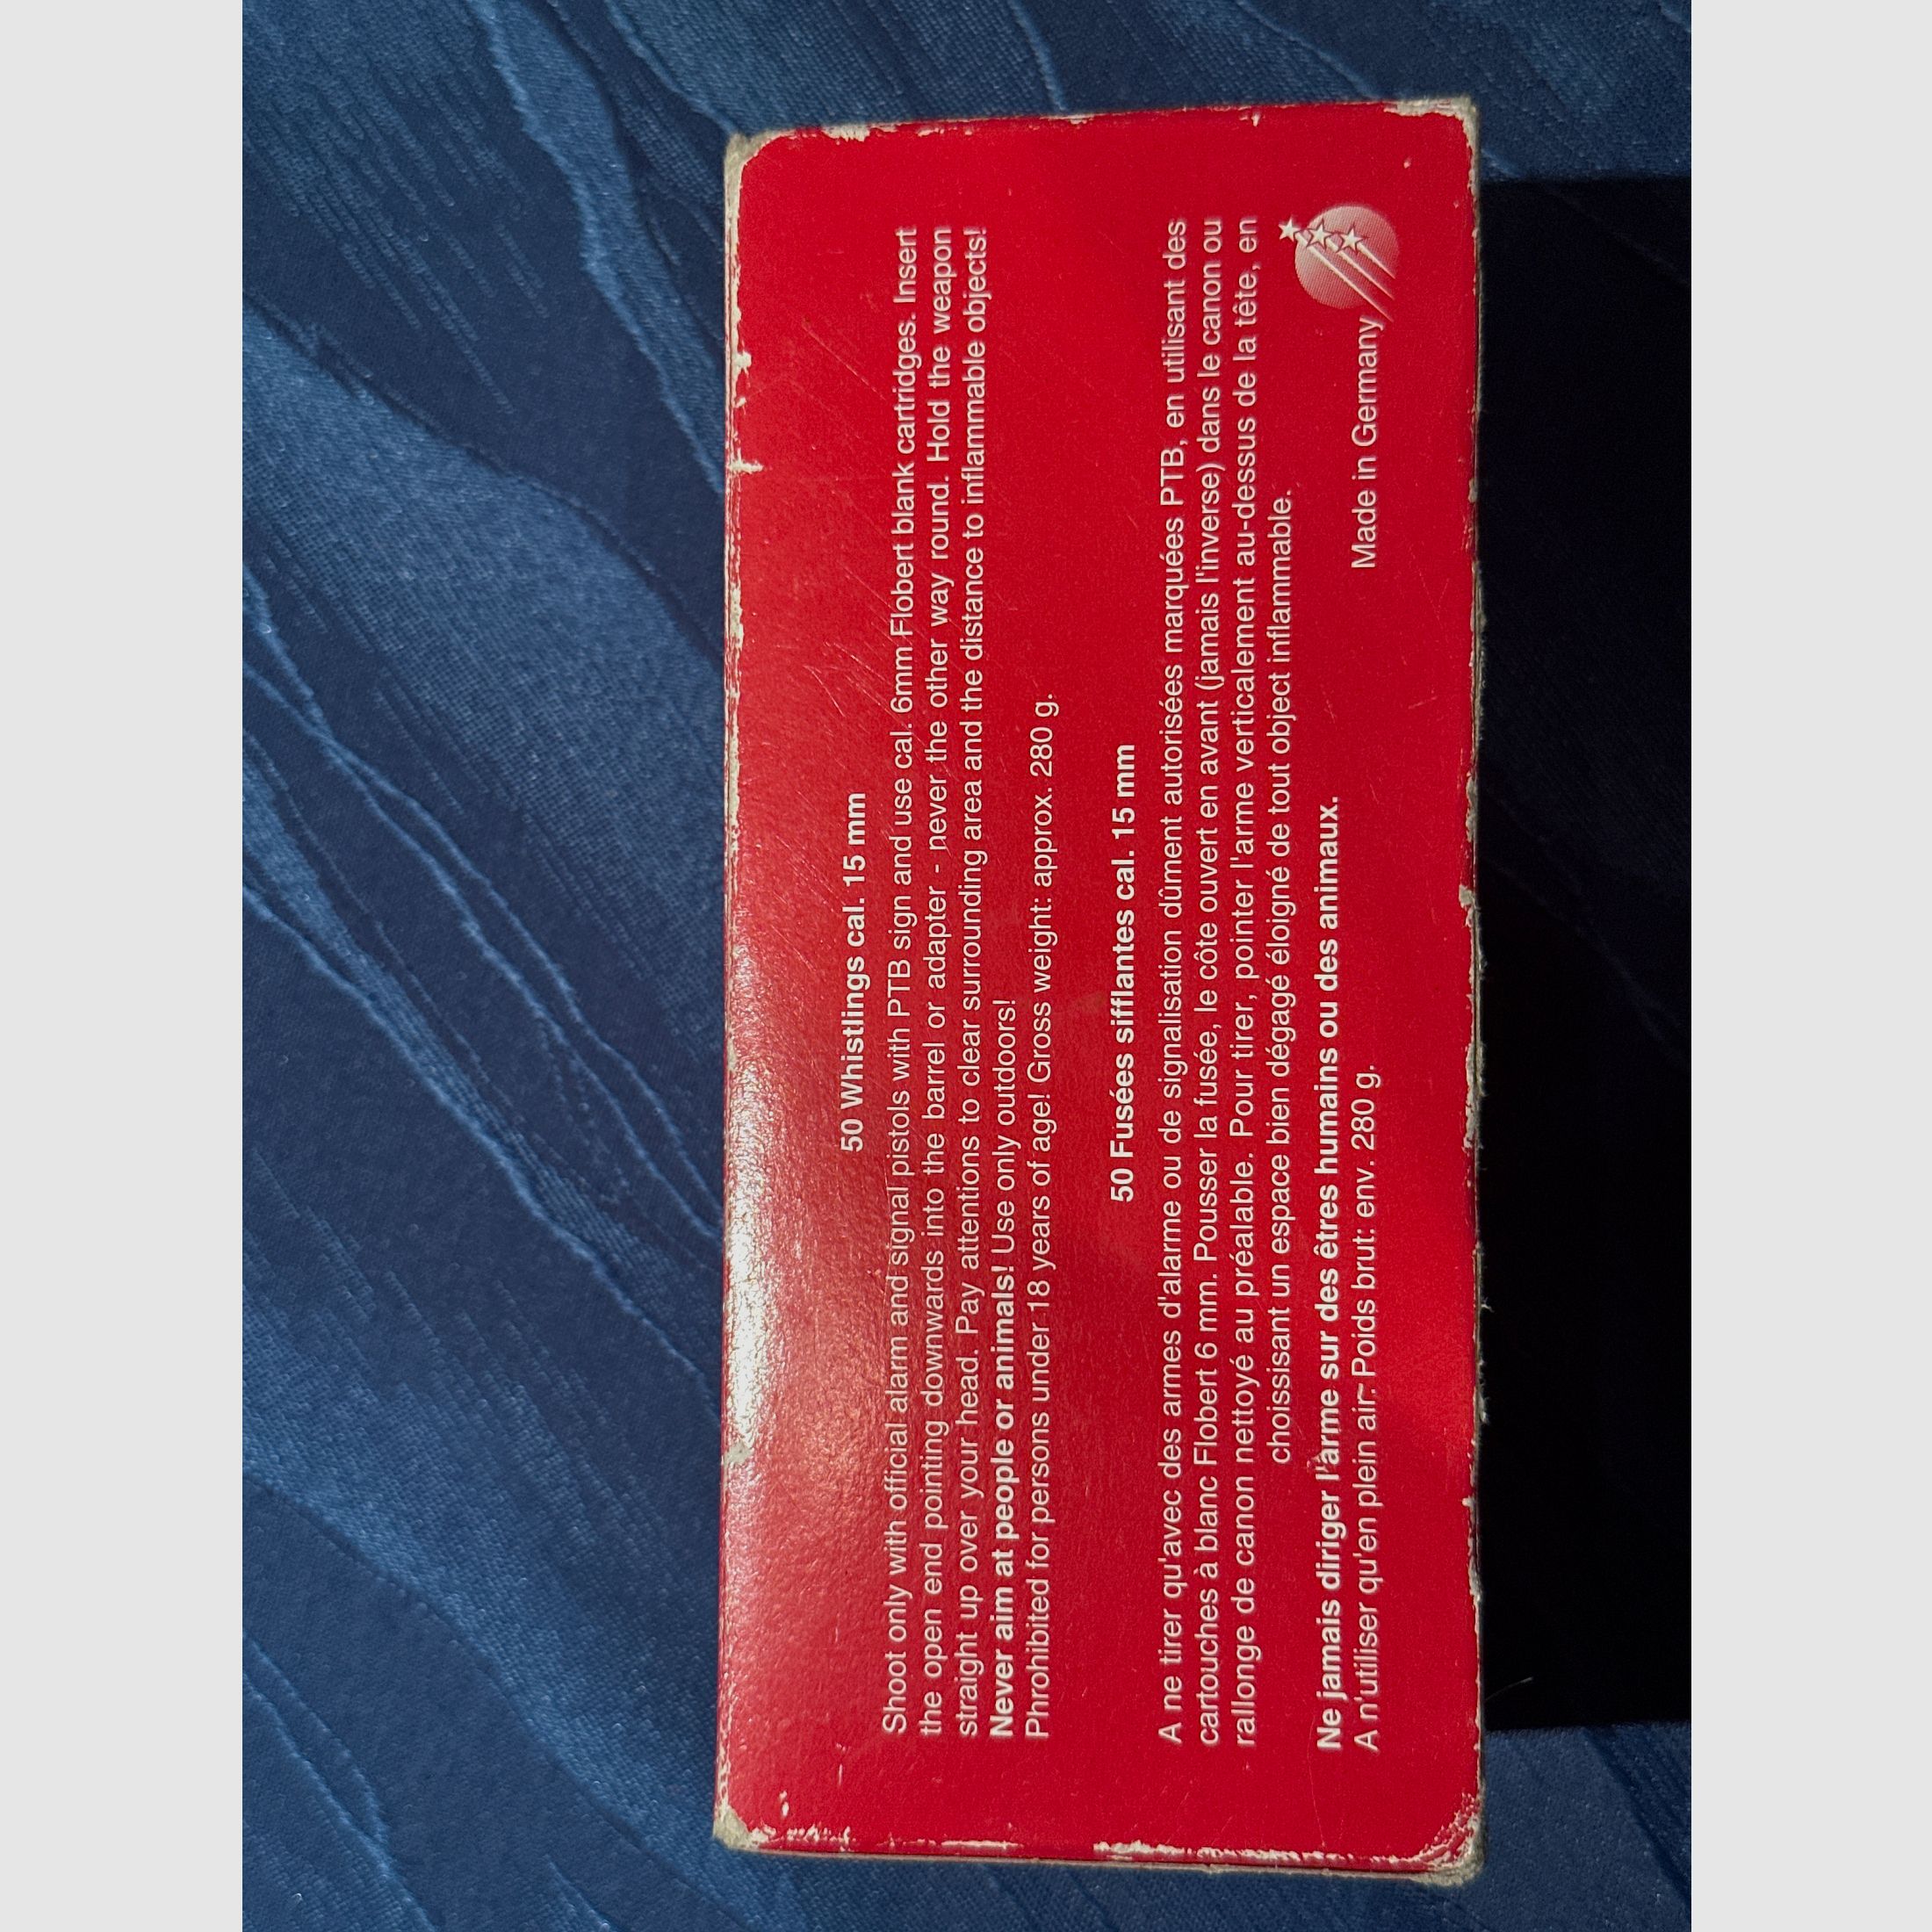 50 Whistlings cal. 15 mm
Shoot only with official alarm and signal pistols with PTB sign and use cal. 6mm Flobert blank cartridges. Insert
the open end pointing downwards into the barrel or adapter - never the other way round. Hold the weapon
straight up over your head. Pay attentions to clear surrounding area and the distance to inflammable objects!
Never aim at people or animals! Use only outdoors!
Phrohibited for persons under 18 years of age! Gross weight: approx. 280 g.
50 Fusées sifflantes cal. 15 mm
A ne tirer qu'avec des armes d'alarme ou de signalisation dûment autorisées marquées PTB, en utilisant des
cartouches à blanc Flobert 6 mm. Pousser la fusée, le côte ouvert en avant (jamais l'inverse) dans le canon ou
rallonge de canon nettoyé au préalable. Pour tirer, pointer l'arme verticalement au-dessus de la tête, en
choissisant un espace bien dégagé éloigné de tout object inflammable.
Ne jamais diriger l'arme sur des êtres humains ou des animaux.
A n'utiliser qu'en plein air. Poids brut: env. 280 g.
Made in Germany